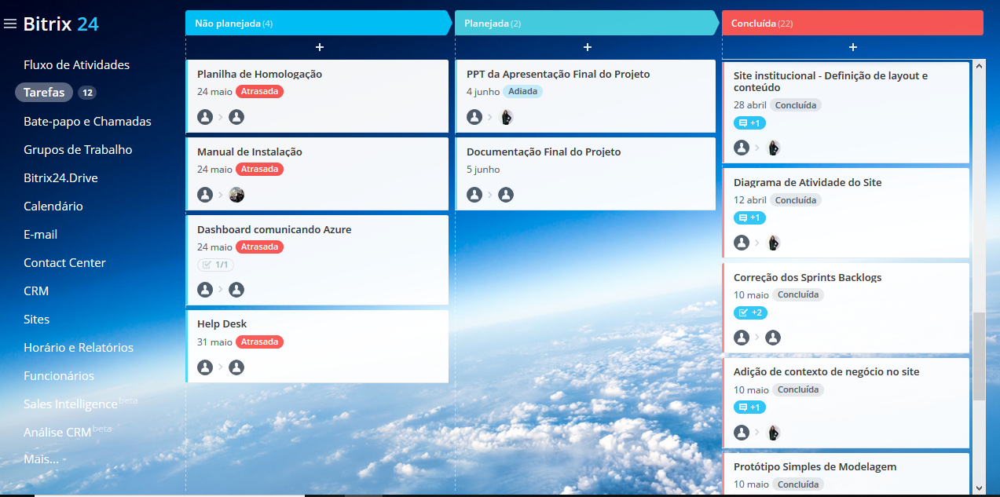 Bitrix 24
Fluxo de Atividades
Tarefas 12
Bate-papo e Chamadas
Grupos de Trabalho
Bitrix24.Drive
Calendário
E-mail
Contact Center
CRM
Sites
Horário e Relatórios
Funcionários
Sales Intelligence beta
Análise CRM beta
Mais...
Não planejada (4)
+
Planilha de Homologação
24 maio Atrasada
Manual de Instalação
24 maio Atrasada
Dashboard comunicando Azure
24 maio Atrasada
1/1
Help Desk
31 maio Atrasada
Planejada (2)
+
PPT da Apresentação Final do Projeto
4 junho Adiada
Documentação Final do Projeto
5 junho
Concluída (22)
+
Site institucional - Definição de layout e
conteúdo
28 abril Concluída
+1
Diagrama de Atividade do Site
12 abril Concluída
+1
Correção dos Sprints Backlogs
10 maio Concluída
+2
Adição de contexto de negócio no site
10 maio Concluída
+1
Protótipo Simples de Modelagem
10 maio Concluída